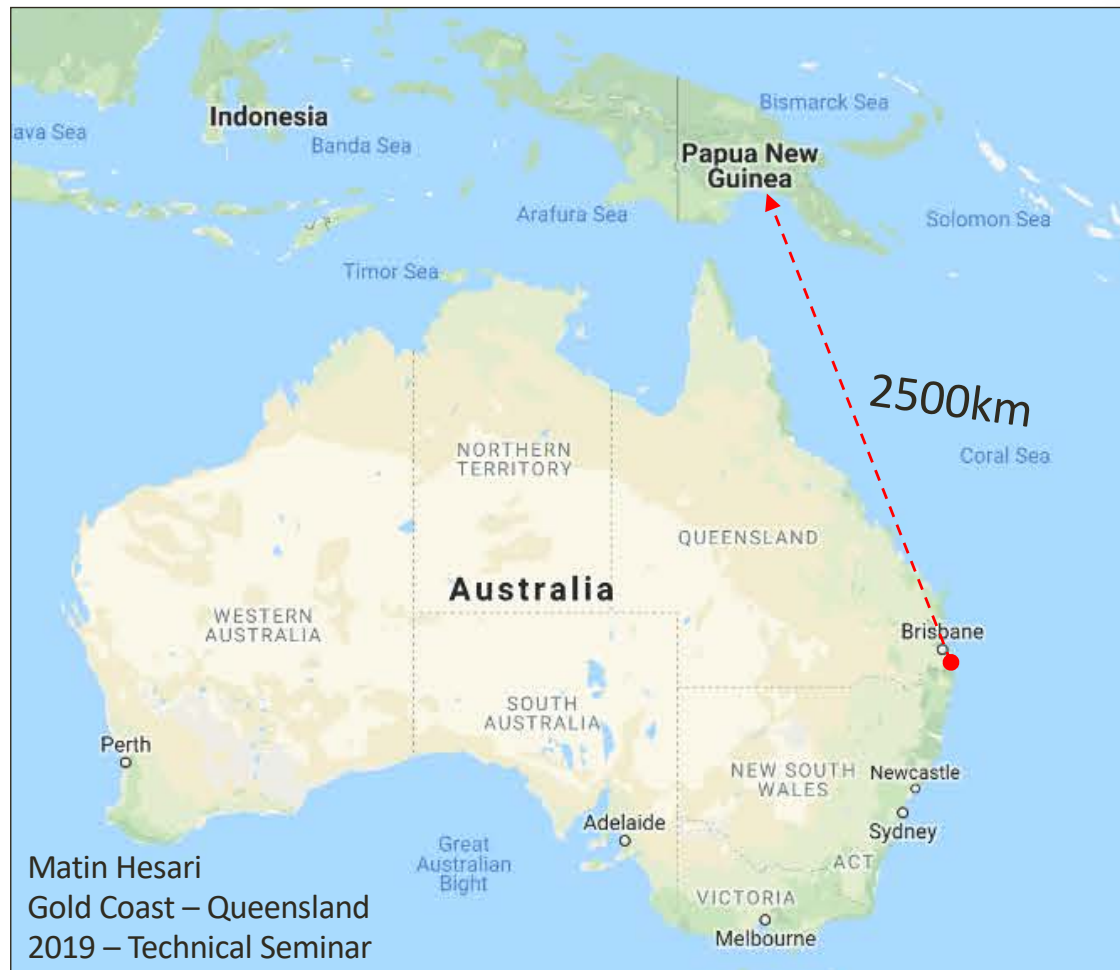 Indonesia
Bismarck Sea
ava Sea
Banda Sea
Papua New
Guinea
Arafura Sea
Solomon Sea
Timor Sea
2500km
NORTHERN
TERRITORY
Coral Sea
QUEENSLAND
Australia
WESTERN
AUSTRALIA
Brisbane
SOUTH
AUSTRALIA
Perth
NEW SOUTH
WALES
Newcastle
Adelaide
Sydney
Great
Australian
Bight
ACT
VICTORIA
Melbourne
Matin Hesari
Gold Coast – Queensland
2019 – Technical Seminar